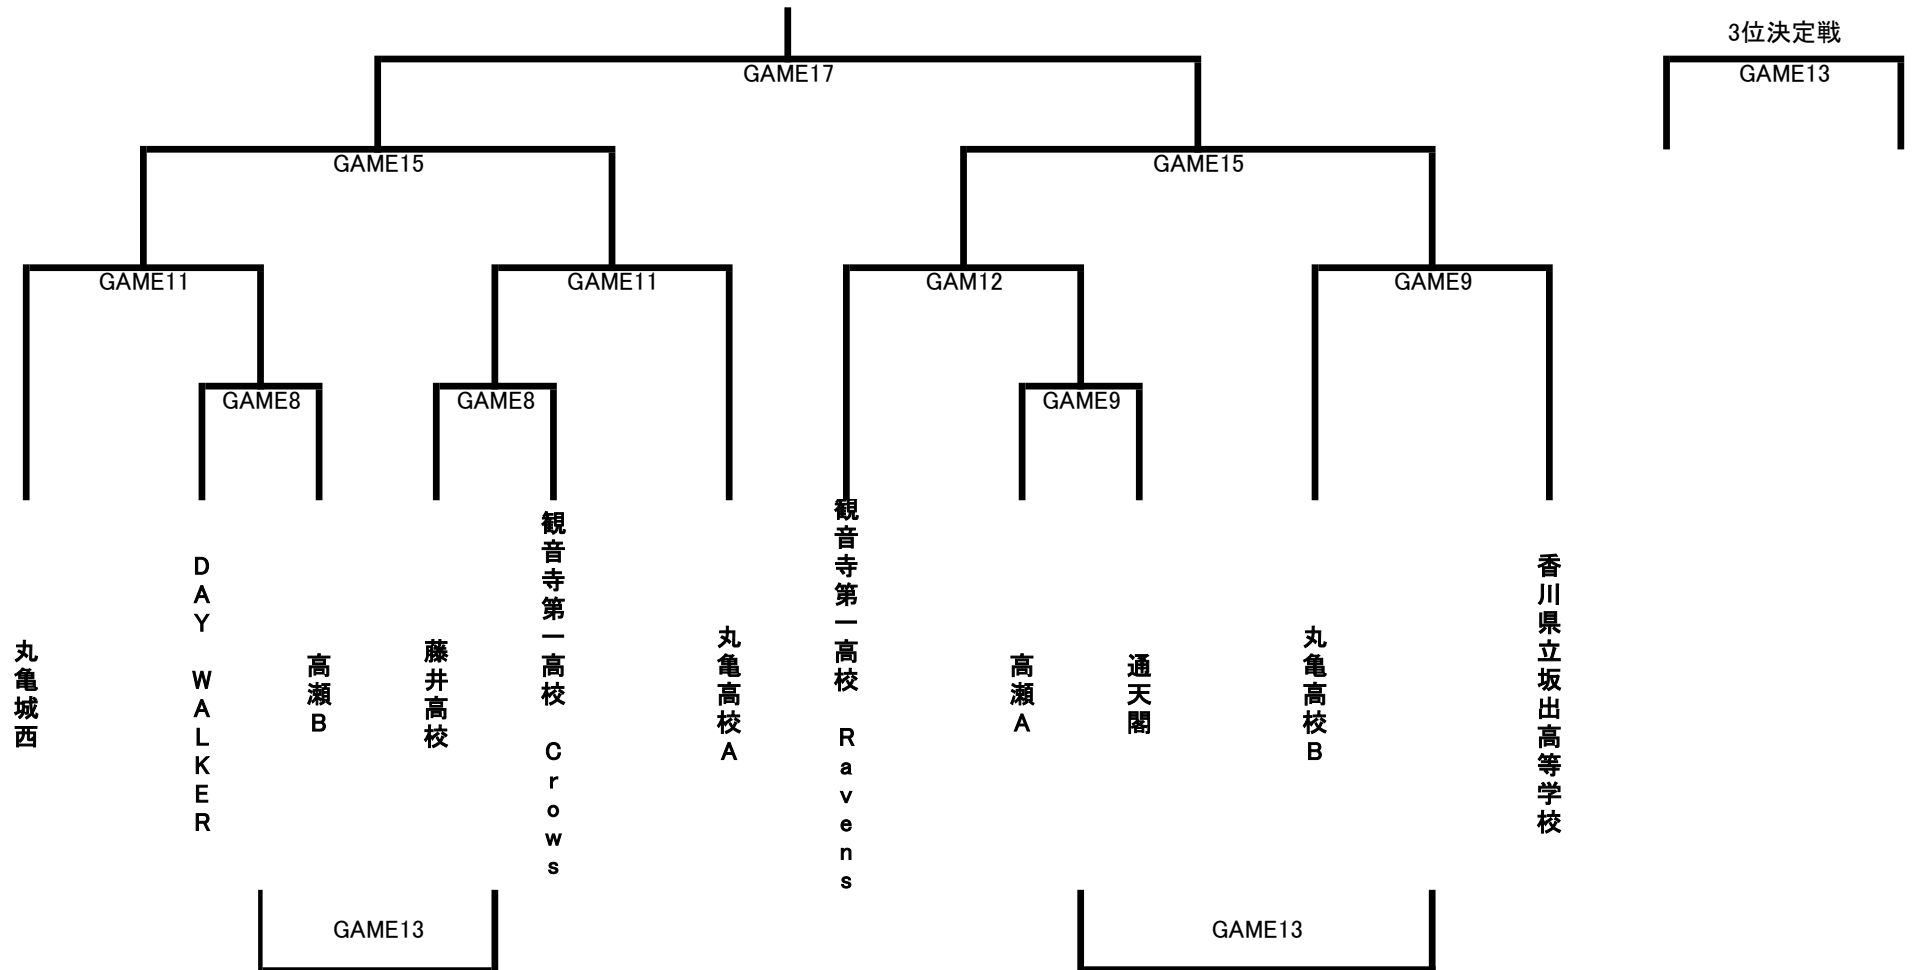 3位決定戦
GAME17
GAME13
GAME15
GAME15
GAME11
GAME11
GAM12
GAME9
GAME8
GAME8
GAME9
丸亀城西
DAY WALKER
高瀬B
藤井高校
観音寺第一高校 Crows
丸亀高校A
観音寺第一高校 Ravens
高瀬A
通天閣
丸亀高校B
香川県立坂出高等学校
GAME13
GAME13